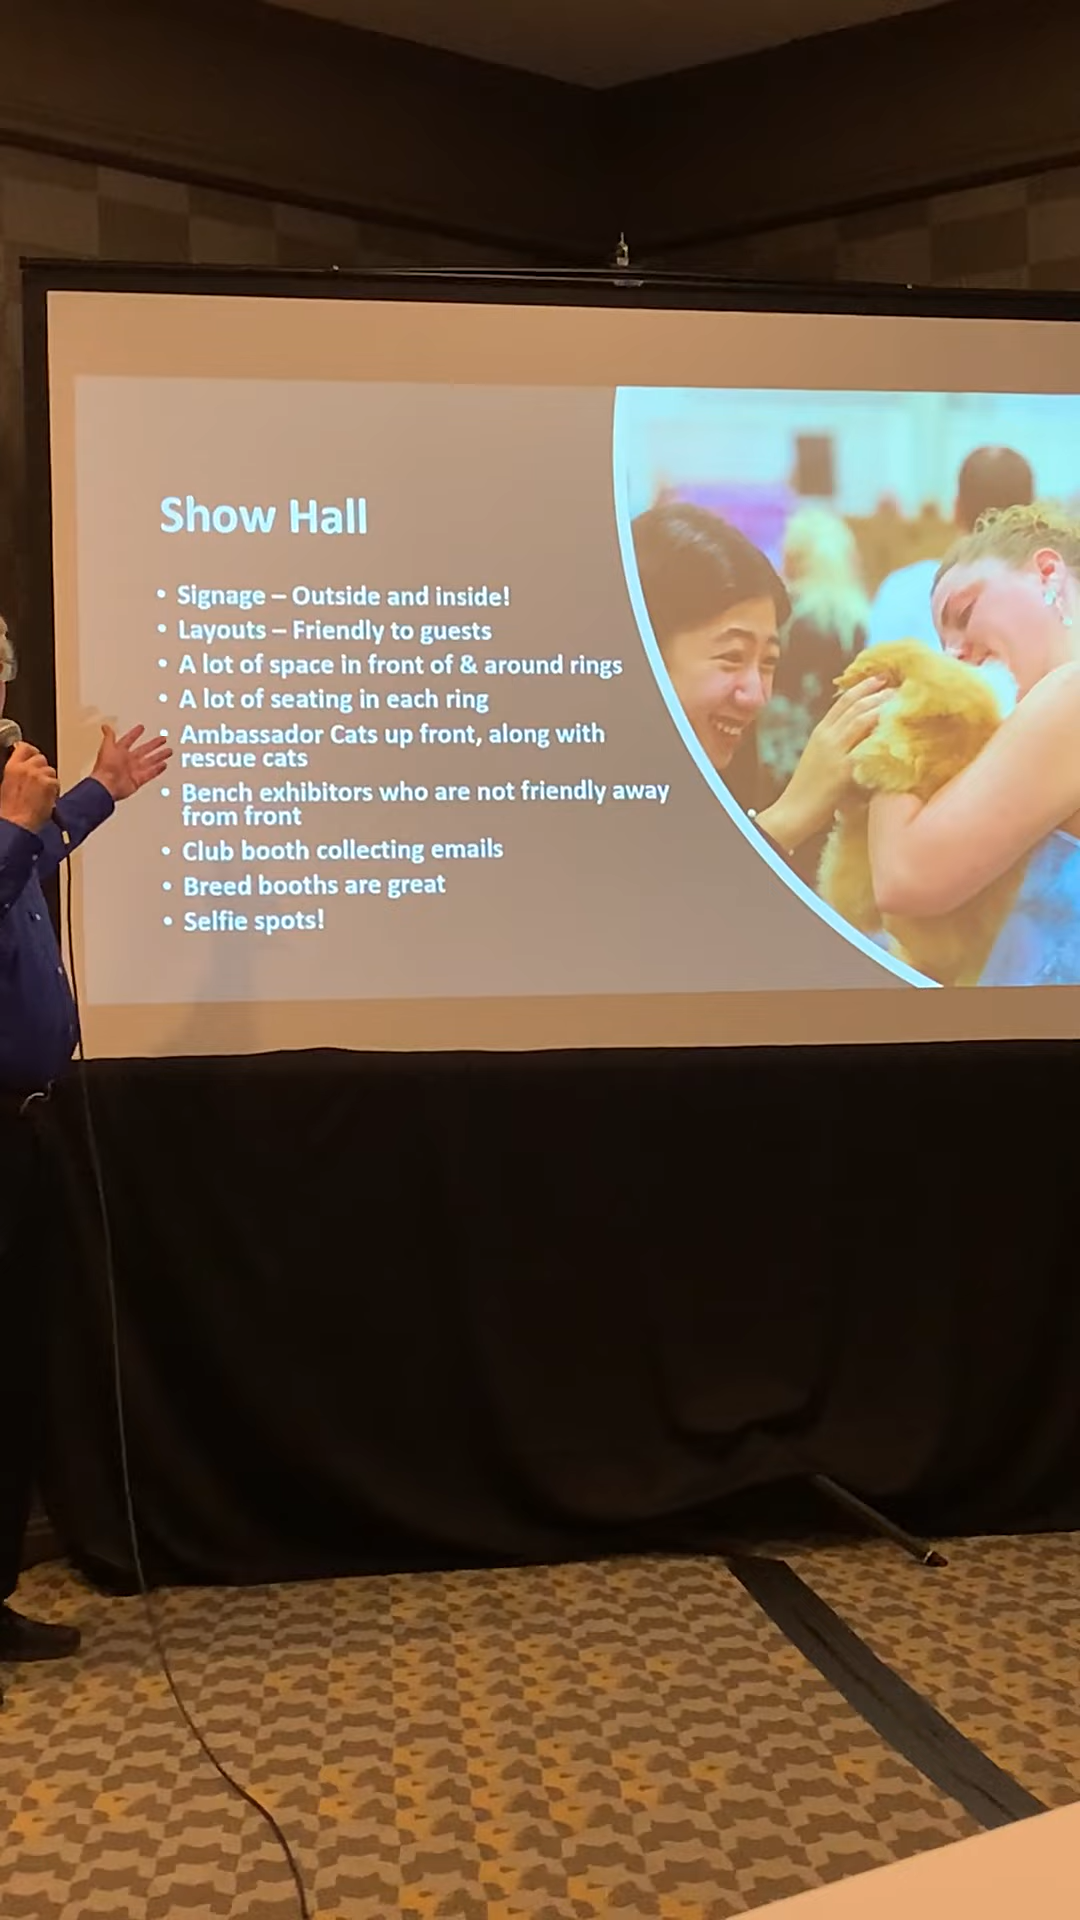 Show Hall
• Signage – Outside and inside!
• Layouts – Friendly to guests
• A lot of space in front of & around rings
• A lot of seating in each ring
• Ambassador Cats up front, along with
rescue cats
• Bench exhibitors who are not friendly away
from front
• Club booth collecting emails
• Breed booths are great
• Selfie spots!